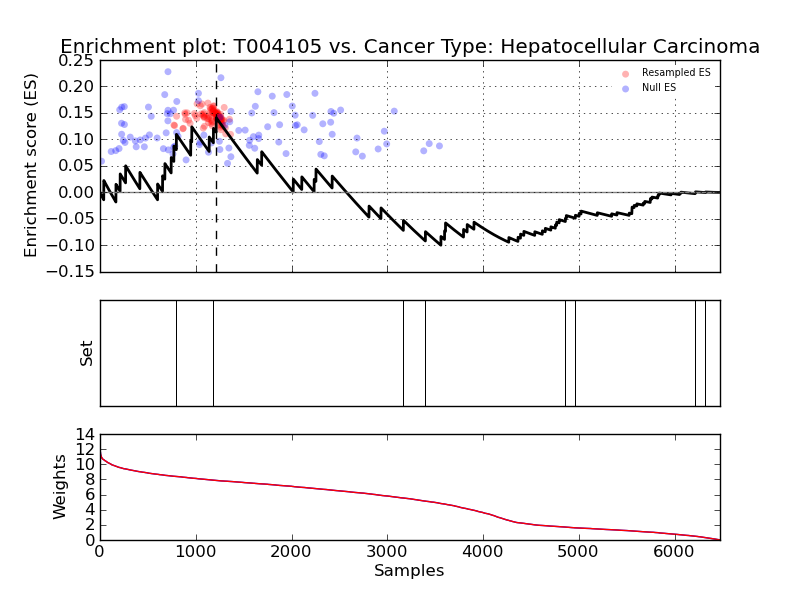 Enrichment plot: T004105 vs. Cancer Type: Hepatocellular Carcinoma
Enrichment score (ES)
0.25
0.20
0.15
0.10
0.05
0.00
−0.05
−0.10
−0.15
Resampled ES
Null ES
Set
Weights
14
12
10
8
6
4
2
0
0 1000 2000 3000 4000 5000 6000
Samples